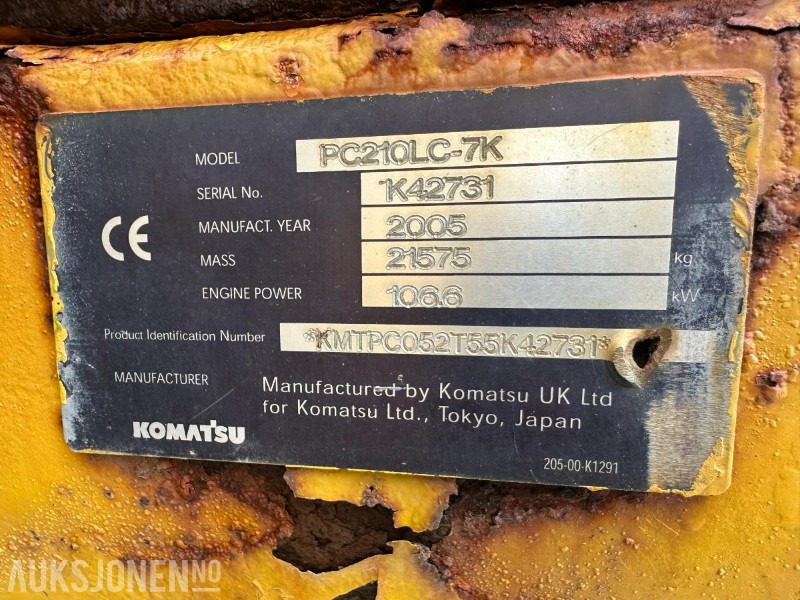 MODEL PC210LC-7K
SERIAL No. K42731
MANUFACT. YEAR 2005
CE
MASS 21575 kg
ENGINE POWER 106.6 kW
Product Identification Number *KMTPC052T55K42731*
MANUFACTURER Manufactured by Komatsu UK Ltd
for Komatsu Ltd., Tokyo, Japan
KOMATSU
205-00-K1291
AUKSJONEN.NO